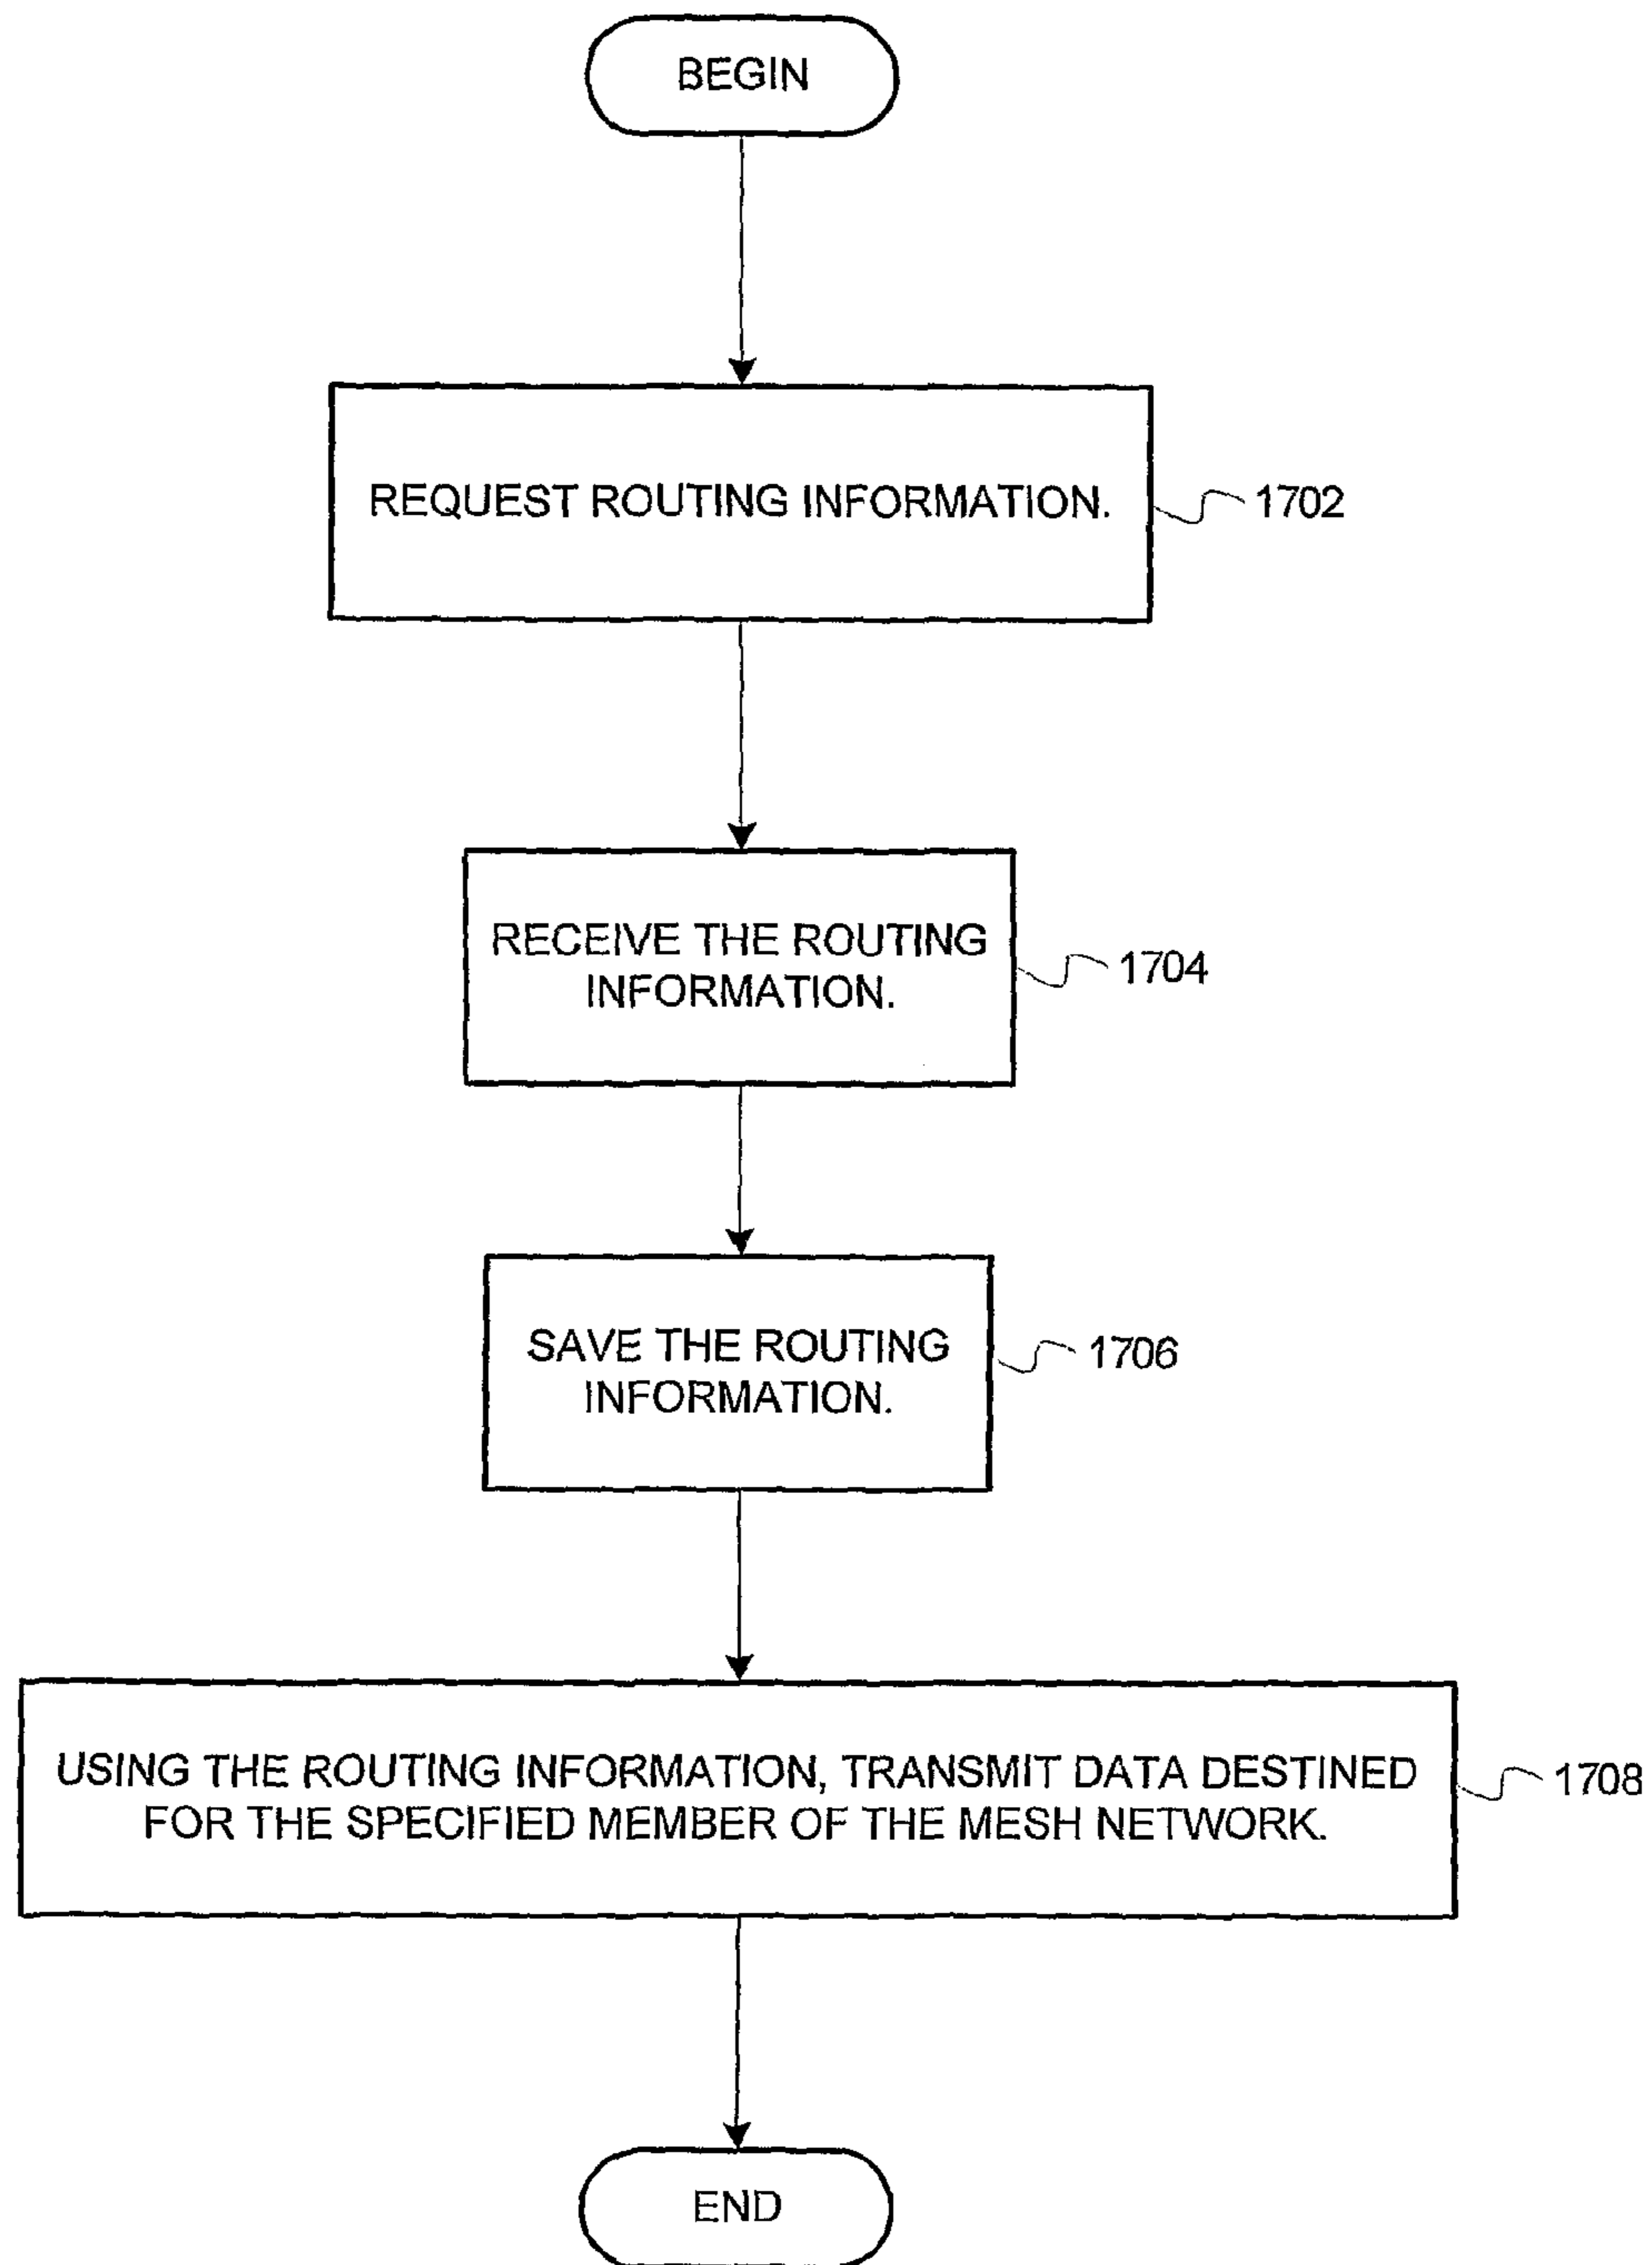 BEGIN
REQUEST ROUTING INFORMATION.
1702
RECEIVE THE ROUTING
INFORMATION.
1704
SAVE THE ROUTING
INFORMATION.
1706
USING THE ROUTING INFORMATION, TRANSMIT DATA DESTINED
FOR THE SPECIFIED MEMBER OF THE MESH NETWORK.
1708
END